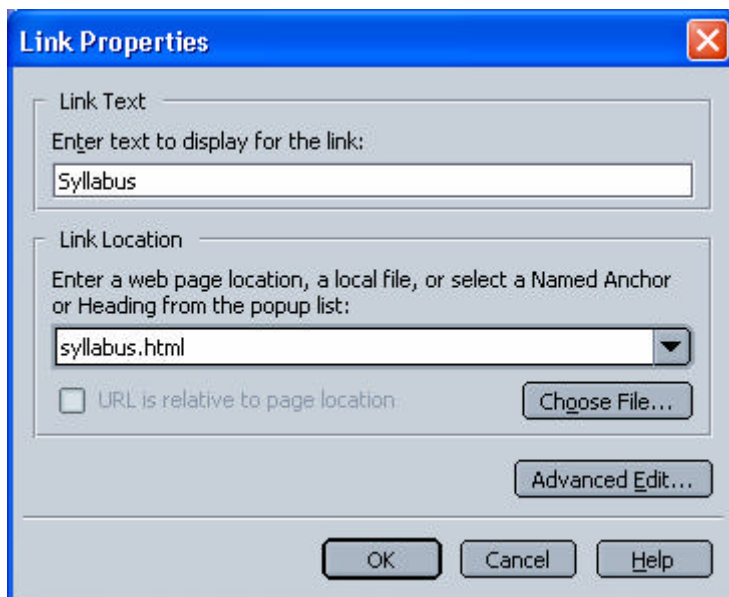 Link Properties
Link Text
Enter text to display for the link:
Syllabus
Link Location
Enter a web page location, a local file, or select a Named Anchor
or Heading from the popup list:
syllabus.html
URL is relative to page location
Choose File...
Advanced Edit...
OK Cancel Help